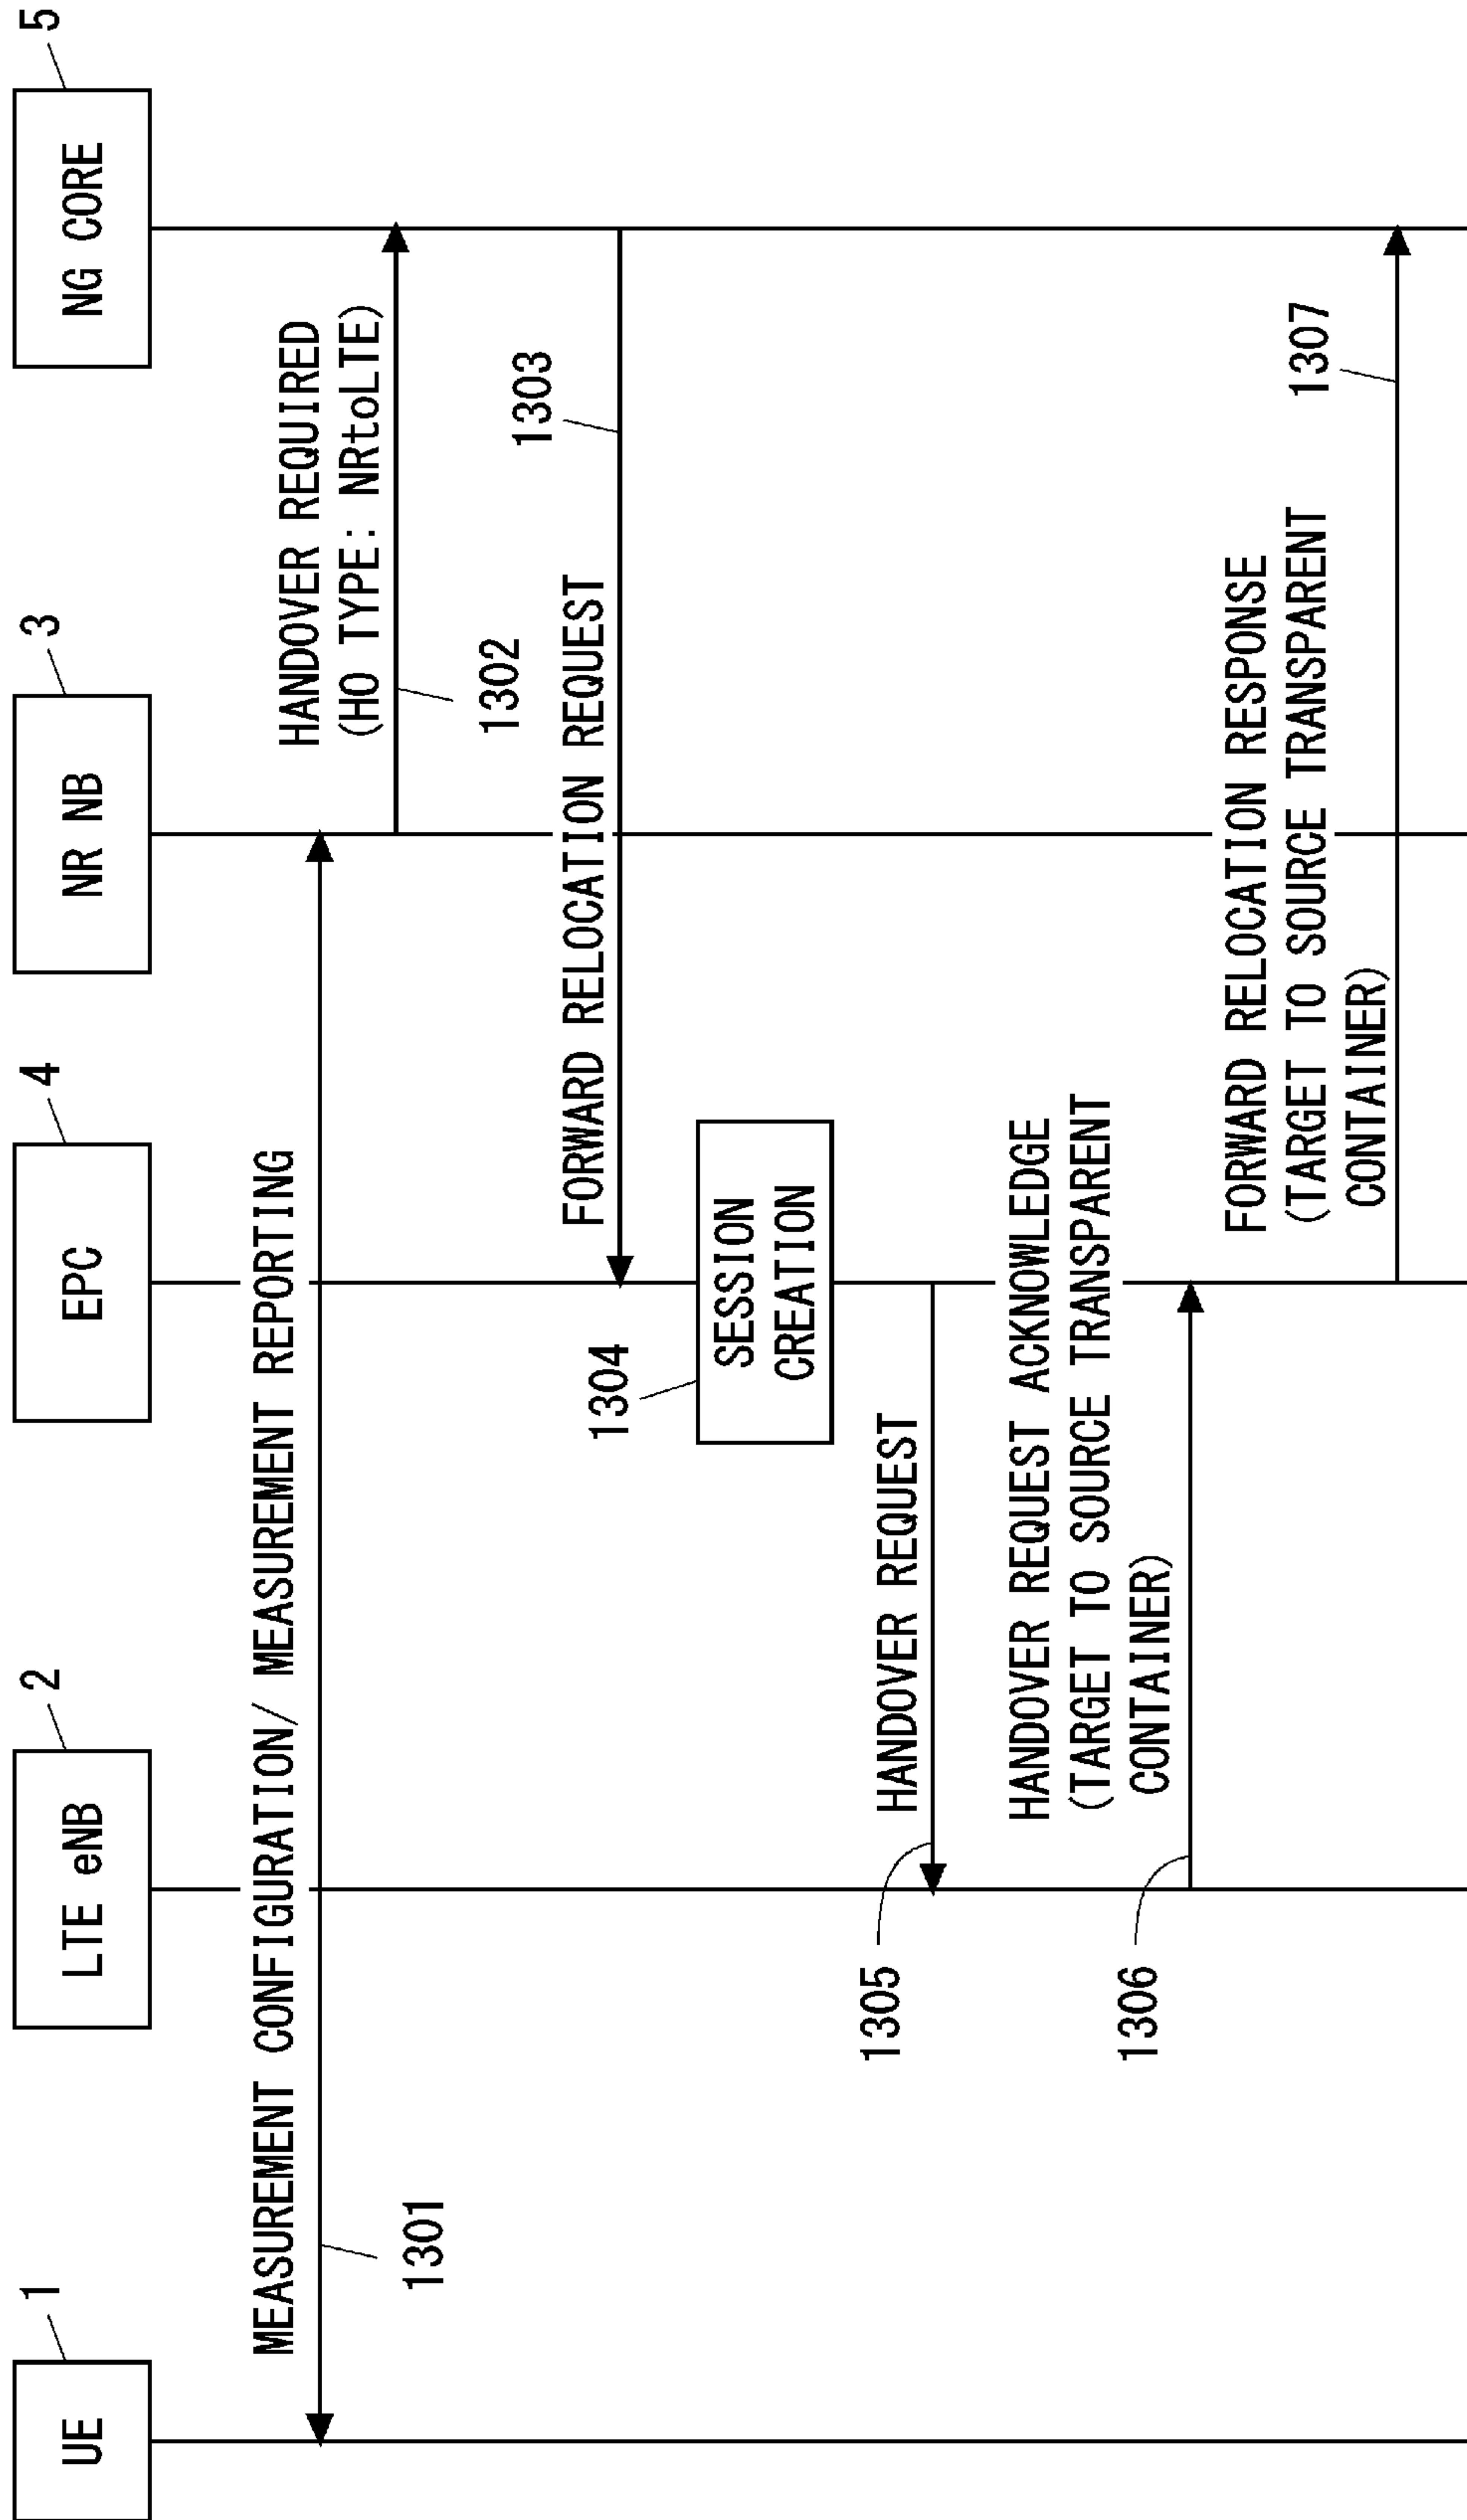 1
2
4
3
5
UE
LTE eNB
EPC
NR NB
NG CORE
MEASUREMENT CONFIGURATION/ MEASUREMENT REPORTING
1301
HANDOVER REQUIRED
(HO TYPE: NRtoLTE)
1302
1303
FORWARD RELOCATION REQUEST
1304
SESSION
CREATION
HANDOVER REQUEST
1305
HANDOVER REQUEST ACKNOWLEDGE
(TARGET TO SOURCE TRANSPARENT
CONTAINER)
1306
FORWARD RELOCATION RESPONSE
(TARGET TO SOURCE TRANSPARENT
CONTAINER)
1307